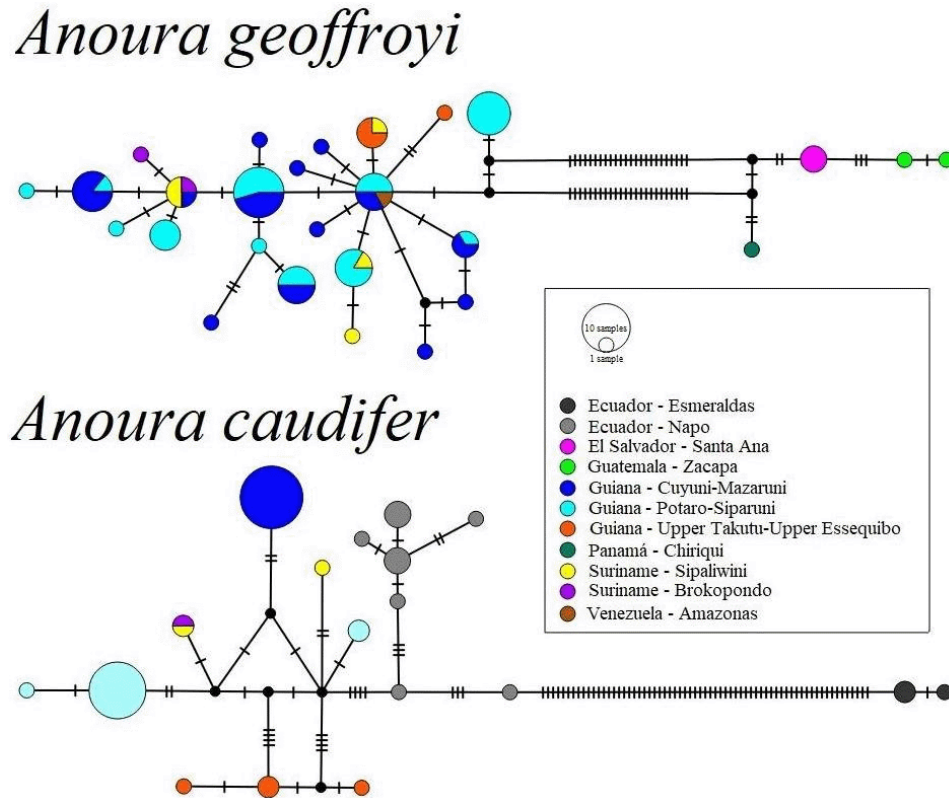 Anoura geoffroyi
10 samples
1 sample
Ecuador - Esmeraldas
Ecuador - Napo
El Salvador - Santa Ana
Guatemala - Zacapa
Guiana - Cuyuni-Mazaruni
Guiana - Potaro-Siparuni
Guiana - Upper Takutu-Upper Essequibo
Panamá - Chiriqui
Suriname - Sipaliwini
Suriname - Brokopondo
Venezuela - Amazonas
Anoura caudifer